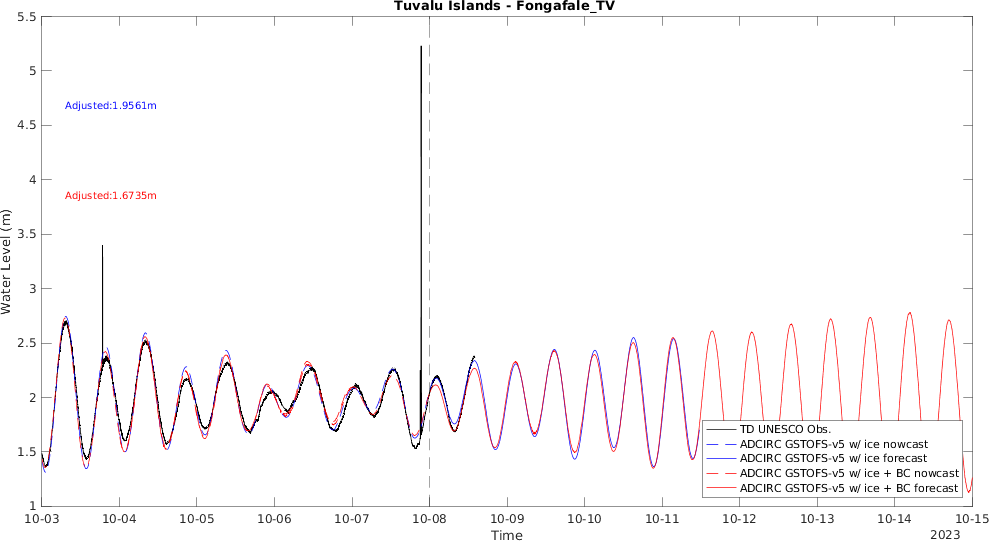 Tuvalu Islands - Fongafale_TV
5.5
5
4.5
4
3.5
3
2.5
2
1.5
1
Water Level (m)
Adjusted:1.9561m
Adjusted:1.6735m
TD UNESCO Obs.
ADCIRC GSTOFS-v5 w/ ice nowcast
ADCIRC GSTOFS-v5 w/ ice forecast
ADCIRC GSTOFS-v5 w/ ice + BC nowcast
ADCIRC GSTOFS-v5 w/ ice + BC forecast
10-03 10-04 10-05 10-06 10-07 10-08 10-09 10-10 10-11 10-12 10-13 10-14 10-15
Time
2023